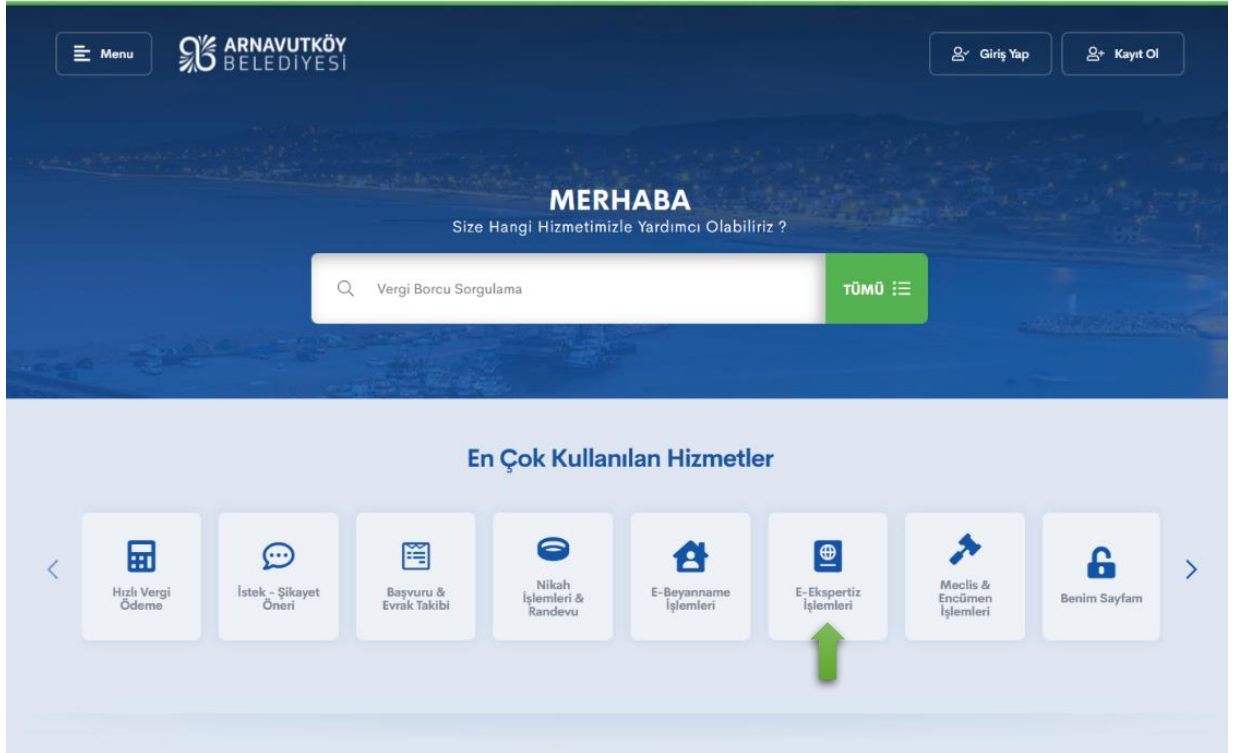 Menu
ARNAVUTKÖY
BELEDİYESİ
Giriş Yap
Kayıt Ol
MERHABA
Size Hangi Hizmetimizle Yardımcı Olabiliriz ?
Vergi Borcu Sorgulama
TÜMÜ
En Çok Kullanılan Hizmetler
Hızlı Vergi
Ödeme
İstek - Şikayet
Öneri
Başvuru &
Evrak Takibi
Nikah
İşlemleri &
Randevu
E-Beyanname
İşlemleri
E-Ekspertiz
İşlemleri
Meclis &
Encümen
İşlemleri
Benim Sayfam